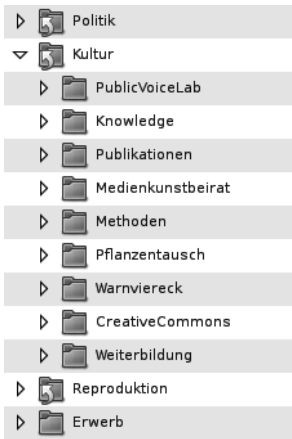 Politik
Kultur
PublicVoiceLab
Knowledge
Publikationen
Medienkunstbeirat
Methoden
Pflanzentausch
Warnviereck
CreativeCommons
Weiterbildung
Reproduktion
Erwerb